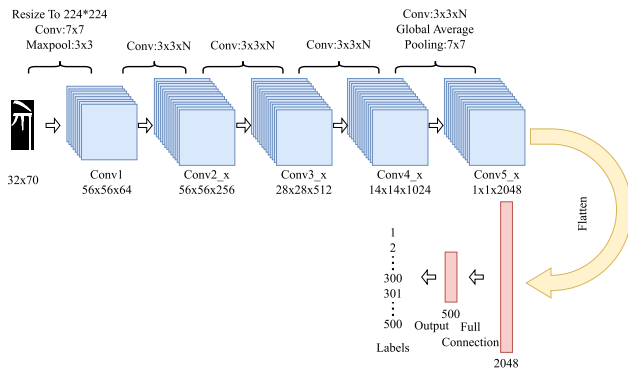 Resize To 224*224
Conv:7x7
Maxpool:3x3
Conv:3x3xN
Conv:3x3xN
Conv:3x3xN
Conv:3x3xN
Global Average
Pooling:7x7
32x70
Conv1
56x56x64
Conv2_x
56x56x256
Conv3_x
28x28x512
Conv4_x
14x14x1024
Conv5_x
1x1x2048
Flatten
1
2
300
301
500
Labels
500
Output
Full
Connection
2048